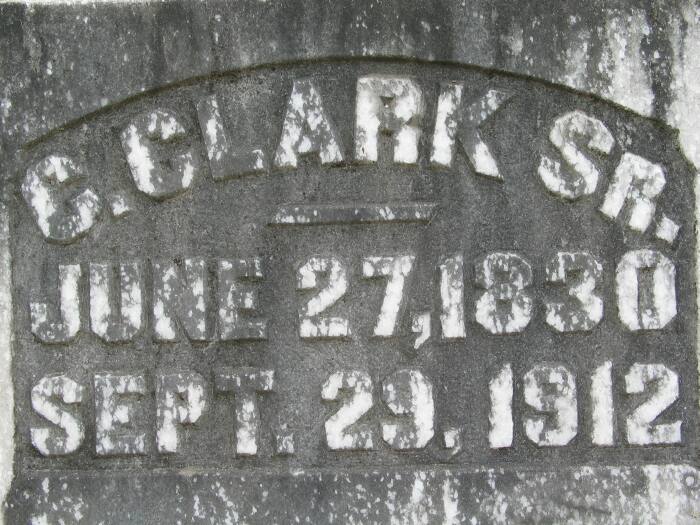 C. CLARK SR.
JUNE 27, 1830
SEPT. 29, 1912